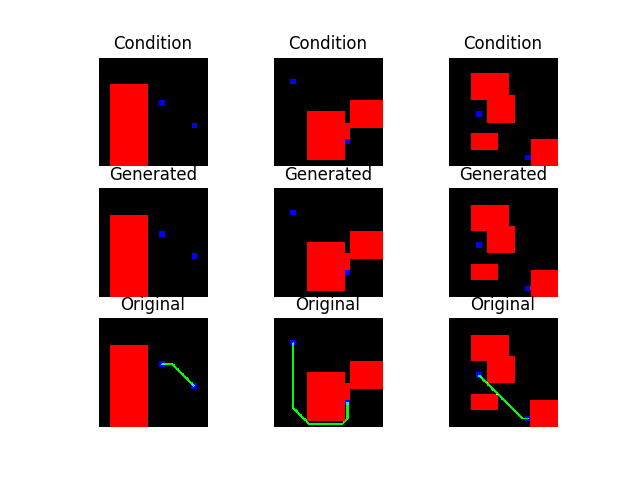 Condition Condition Condition
Generated Generated Generated
Original Original Original